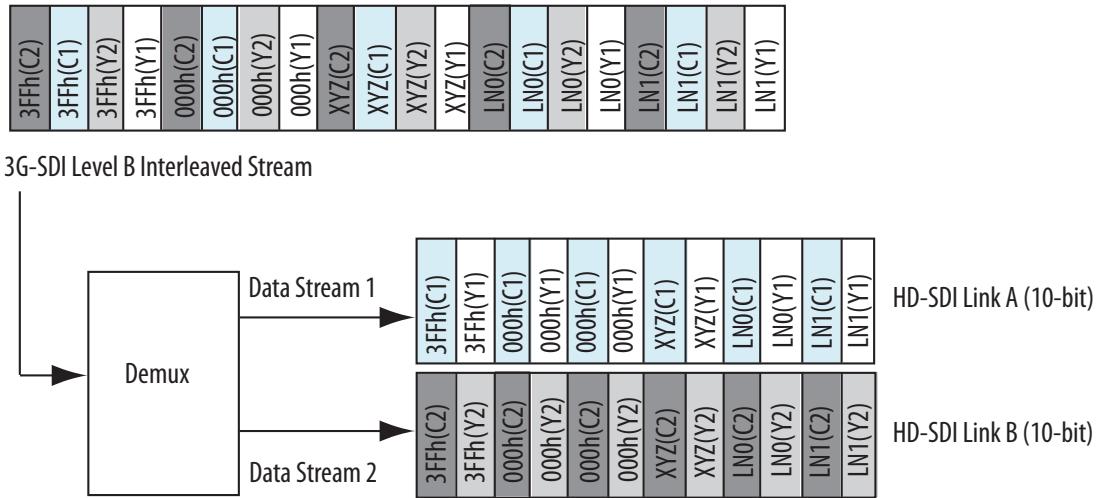 3FFh(C2) 3FFh(C1) 3FFh(Y2) 3FFh(Y1) 000h(C2) 000h(C1) 000h(Y2) 000h(Y1) XYZ(C2) XYZ(C1) XYZ(Y2) XYZ(Y1) LN0(C2) LN0(C1) LN0(Y2) LN0(Y1) LN1(C2) LN1(C1) LN1(Y2) LN1(Y1)
3G-SDI Level B Interleaved Stream
Demux
Data Stream 1
3FFh(C1) 3FFh(Y1) 000h(C1) 000h(Y1) 000h(C1) 000h(Y1) XYZ(C1) XYZ(Y1) LN0(C1) LN0(Y1) LN1(C1) LN1(Y1)
HD-SDI Link A (10-bit)
3FFh(C2) 3FFh(Y2) 000h(C2) 000h(Y2) 000h(C2) 000h(Y2) XYZ(C2) XYZ(Y2) LN0(C2) LN0(Y2) LN1(C2) LN1(Y2)
HD-SDI Link B (10-bit)
Data Stream 2